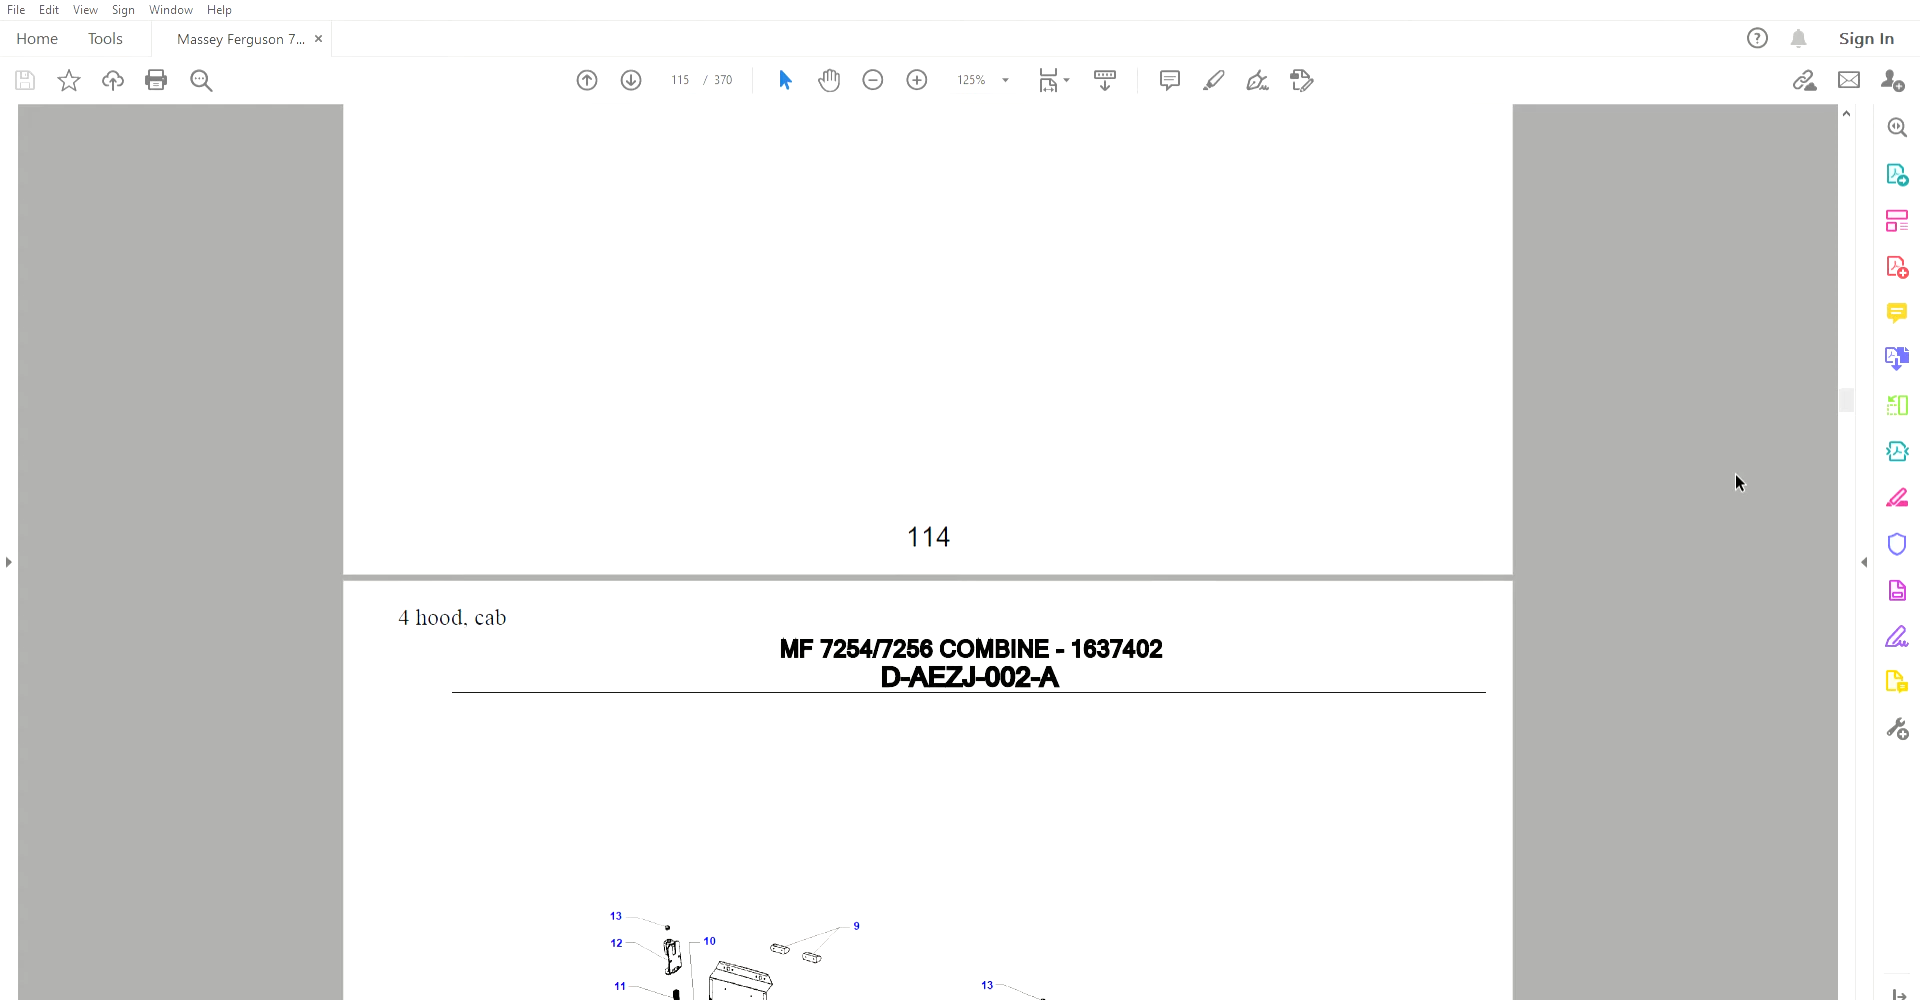 File Edit View Sign Window Help
Home Tools Massey Ferguson 7... × Sign In
115 / 370 125%
114
4 hood, cab
MF 7254/7256 COMBINE - 1637402
D-AEZJ-002-A
13
9
12
10
11
13